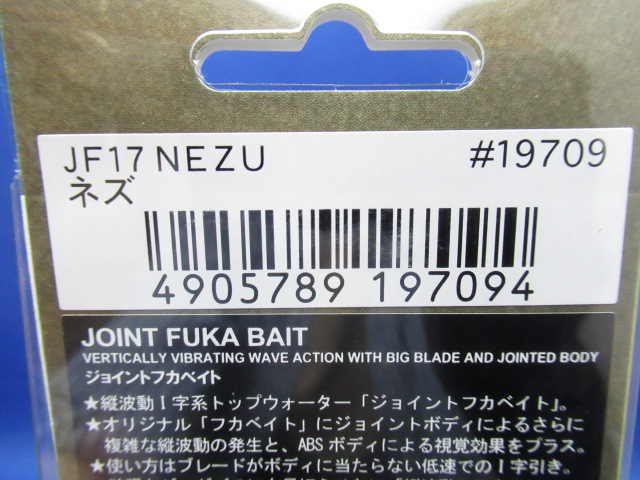 JF17 NEZU #19709
ネズ
4905789 197094
JOINT FUKA BAIT
VERTICALLY VIBRATING WAVE ACTION WITH BIG BLADE AND JOINTED BODY
ジョイントフカベイト
★縦波動I字系トップウォーター「ジョイントフカベイト」。
★オリジナル「フカベイト」にジョイントボディによるさらに
複雑な縦波動の発生と、ABSボディによる視覚効果をプラス。
★使い方はブレードがボディに当たらない低速でのI字引き。